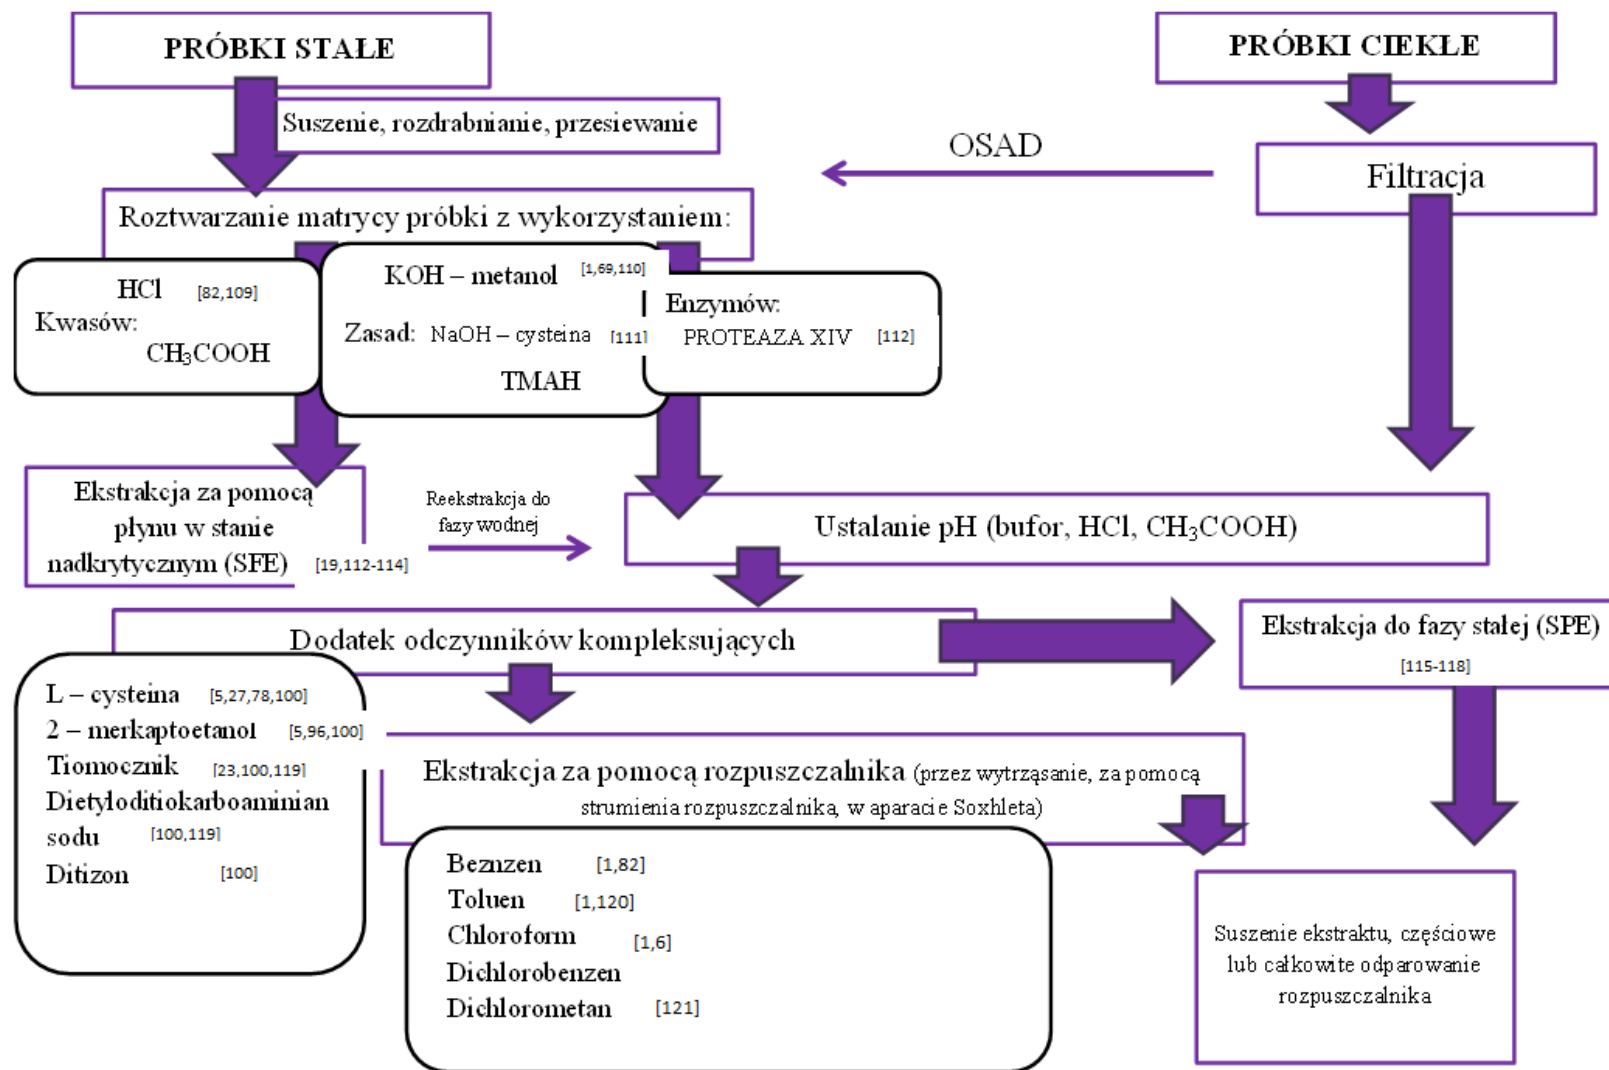 PRÓBKI STAŁE
PRÓBKI CIEKŁE
Suszenie, rozdrabnianie, przesiewanie
OSAD
Filtracja
Roztwarzanie matrycy próbki z wykorzystaniem:
HCl [82,109]
Kwasów:
CH₃COOH
KOH – metanol [1,69,110]
Zasad: NaOH – cysteina [111]
TMAH
Enzymów:
PROTEAZA XIV [112]
Ekstrakcja za pomocą
płynu w stanie
nadkrytycznym (SFE) [19,112-114]
Reekstrakcja do
fazy wodnej
Ustalanie pH (bufor, HCl, CH₃COOH)
Dodatek odczynników kompleksujących
Ekstrakcja do fazy stałej (SPE)
[115-118]
L – cysteina [5,27,78,100]
2 – merkaptoetanol [5,96,100]
Tiomocznik [23,100,119]
Dietyloditiokarboaminian
sodu [100,119]
Ditizon [100]
Ekstrakcja za pomocą rozpuszczalnika (przez wytrząsanie, za pomocą
strumienia rozpuszczalnika, w aparacie Soxhleta)
Beznzen [1,82]
Toluen [1,120]
Chloroform [1,6]
Dichlorobenzen
Dichlorometan [121]
Suszenie ekstraktu, częściowe
lub całkowite odparowanie
rozpuszczalnika